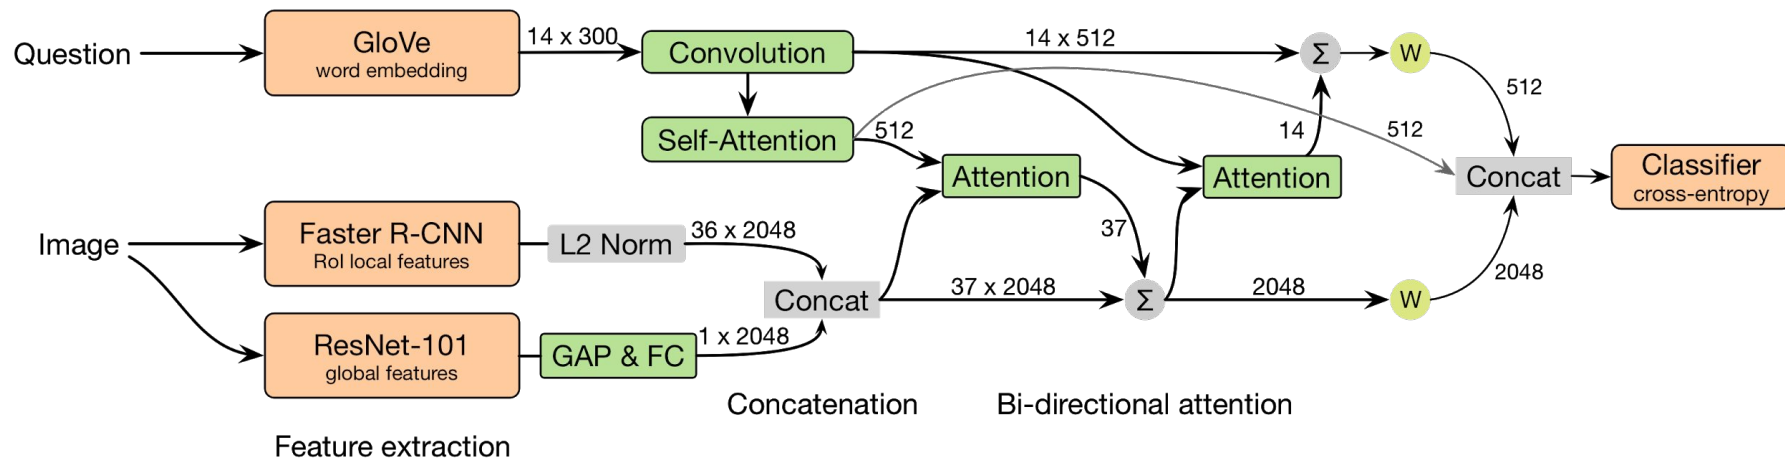 Question
GloVe
word embedding
14 x 300
Convolution
14 x 512
Σ
W
512
Self-Attention
512
Attention
14
Attention
512
Concat
Classifier
cross-entropy
Image
Faster R-CNN
RoI local features
L2 Norm
36 x 2048
37
Concat
37 x 2048
Σ
2048
W
2048
ResNet-101
global features
GAP & FC
1 x 2048
Concatenation
Bi-directional attention
Feature extraction